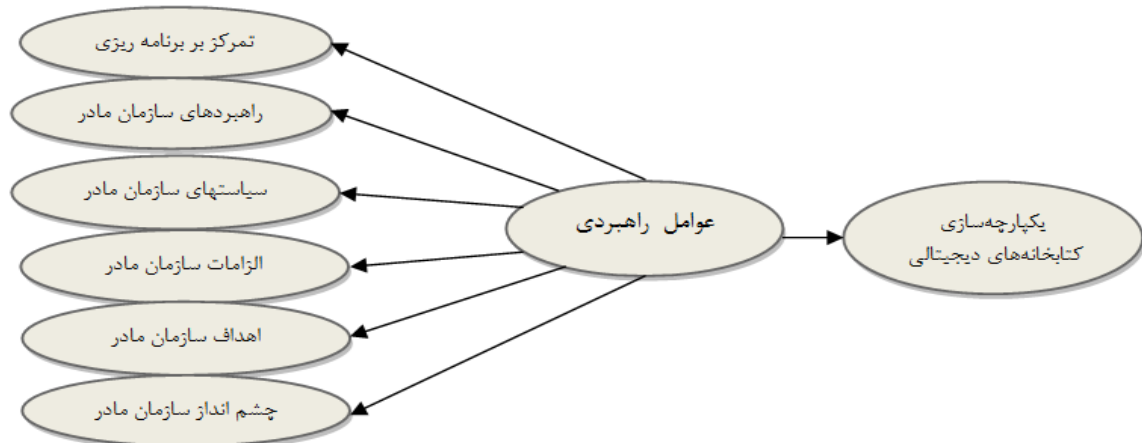 تمرکز بر برنامه ریزی
راهبردهای سازمان مادر
سیاستهای سازمان مادر
الزامات سازمان مادر
اهداف سازمان مادر
چشم انداز سازمان مادر
عوامل راهبردی
یکپارچه‌سازی
کتابخانه‌های دیجیتالی